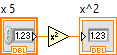 x 5 x^2
1.23 x² 1.23
DBL DBL